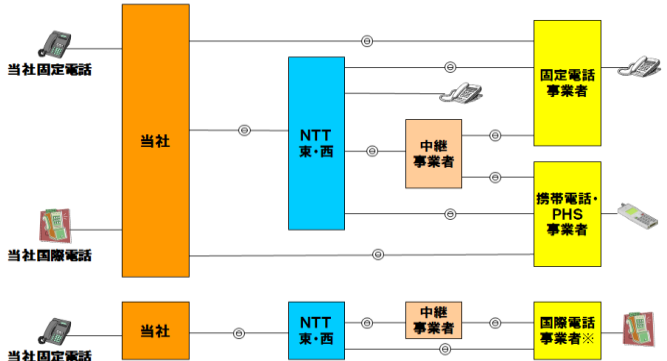 当社固定電話
当社
NTT
東・西
中継
事業者
固定電話
事業者
携帯電話・
PHS
事業者
当社国際電話
当社固定電話
当社
NTT
東・西
中継
事業者
国際電話
事業者※